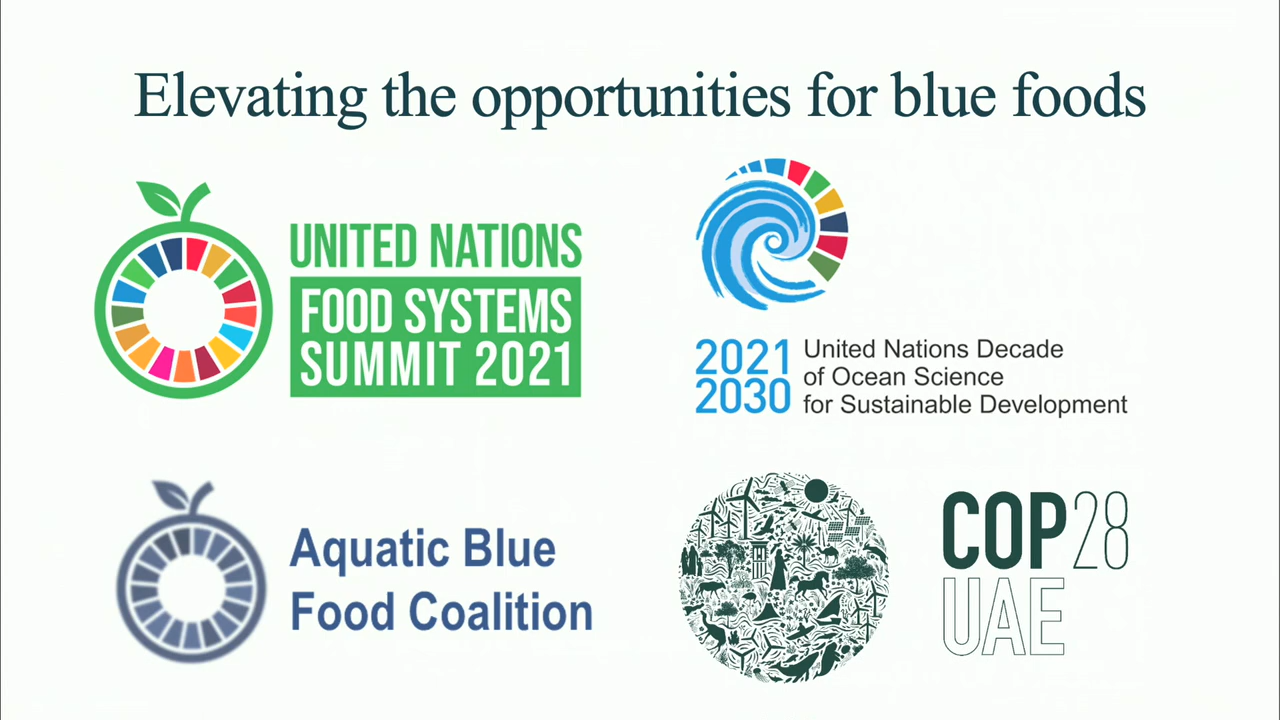 Elevating the opportunities for blue foods
UNITED NATIONS
FOOD SYSTEMS
SUMMIT 2021
2021
2030
United Nations Decade
of Ocean Science
for Sustainable Development
Aquatic Blue
Food Coalition
COP28
UAE